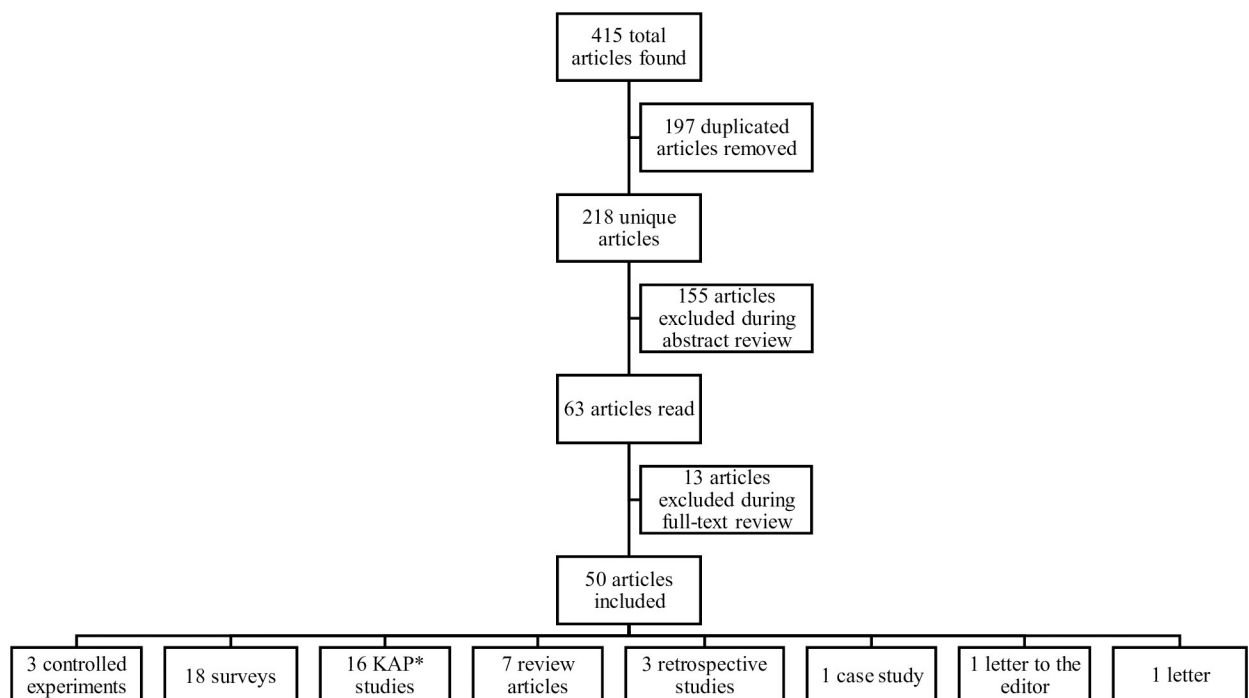 415 total
articles found
197 duplicated
articles removed
218 unique
articles
155 articles
excluded during
abstract review
63 articles read
13 articles
excluded during
full-text review
50 articles
included
3 controlled
experiments
18 surveys
16 KAP*
studies
7 review
articles
3 retrospective
studies
1 case study
1 letter to the
editor
1 letter